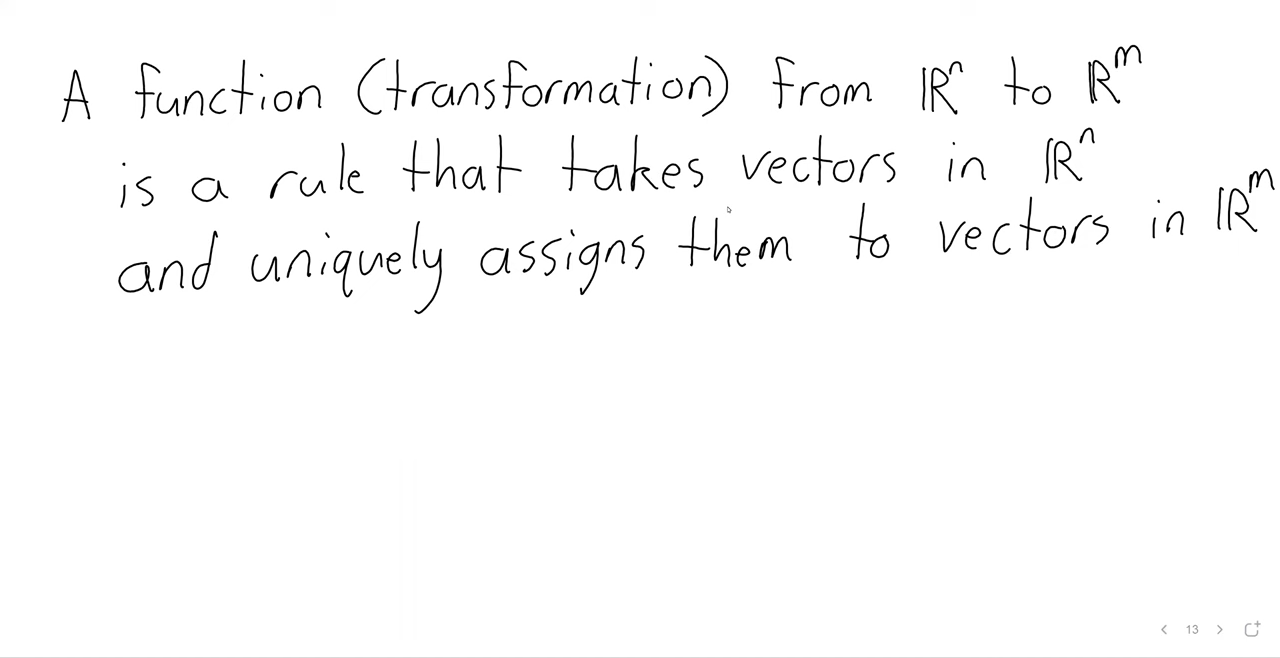 A function (transformation) from ℝⁿ to ℝᵐ
is a rule that takes vectors in ℝⁿ
and uniquely assigns them to vectors in ℝᵐ
13